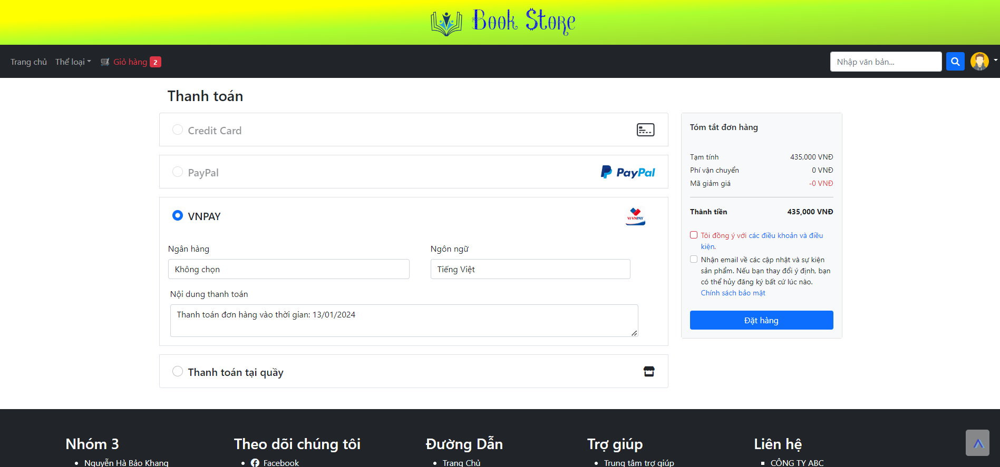 Book Store
Trang chủ Thể loại Giỏ hàng 2 Nhập văn bản...
Thanh toán
Credit Card
PayPal PayPal
VNPAY Ví VNPAY
Ngân hàng Ngôn ngữ
Không chọn Tiếng Việt
Nội dung thanh toán
Thanh toán đơn hàng vào thời gian: 13/01/2024
Thanh toán tại quầy
Tóm tắt đơn hàng
Tạm tính 435,000 VNĐ
Phí vận chuyển 0 VNĐ
Mã giảm giá -0 VNĐ
Thành tiền 435,000 VNĐ
Tôi đồng ý với các điều khoản và điều
kiện.
Nhận email về các cập nhật và sự kiện
sản phẩm. Nếu bạn thay đổi ý định, bạn
có thể hủy đăng ký bất cứ lúc nào.
Chính sách bảo mật
Đặt hàng
Nhóm 3 Theo dõi chúng tôi Đường Dẫn Trợ giúp Liên hệ
Nguyễn Hà Bảo Khang Facebook Trang Chủ Trung tâm trợ giúp CÔNG TY ABC